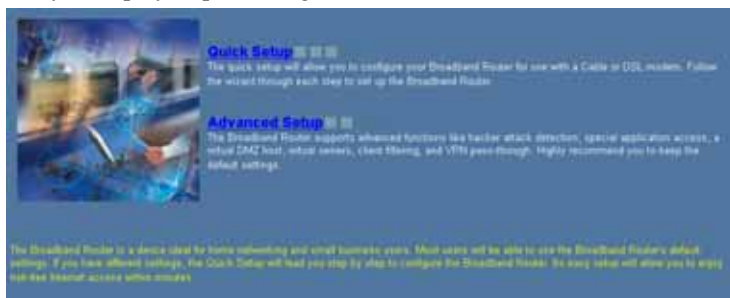 Quick Setup
The quick setup will allow you to configure your Broadband Router for use with a Cable or DSL modem. Follow
the wizard through each step to set up the Broadband Router.
Advanced Setup
The Broadband Router supports advanced functions like hacker attack detection, special application access, a
virtual DMZ host, virtual servers, client filtering, and VPN pass-through. Highly recommend you to keep the
default settings.
The Broadband Router is a device ideal for home networking and small business users. Most users will be able to use the Broadband Router's default
settings. If you have different settings, the Quick Setup will lead you step by step to configure the Broadband Router. Its easy setup will allow you to enjoy
Internet access within minutes.